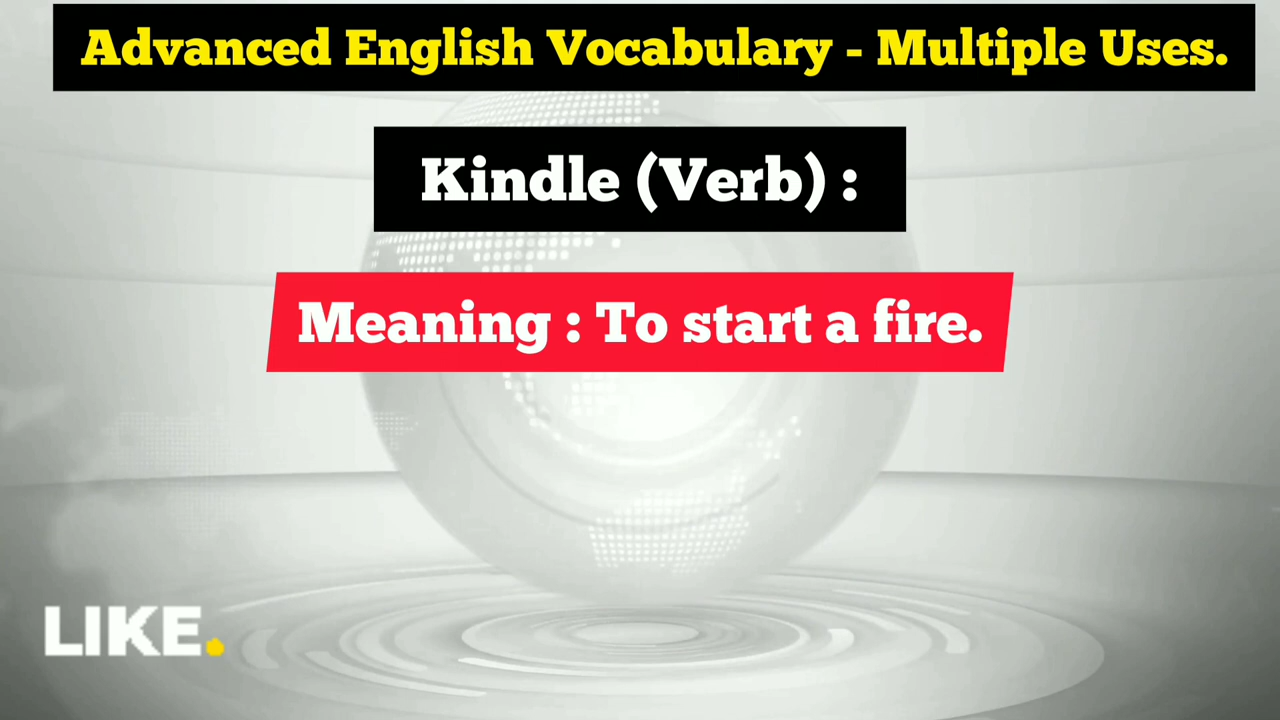 Advanced English Vocabulary - Multiple Uses.
Kindle (Verb) :
Meaning : To start a fire.
LIKE.